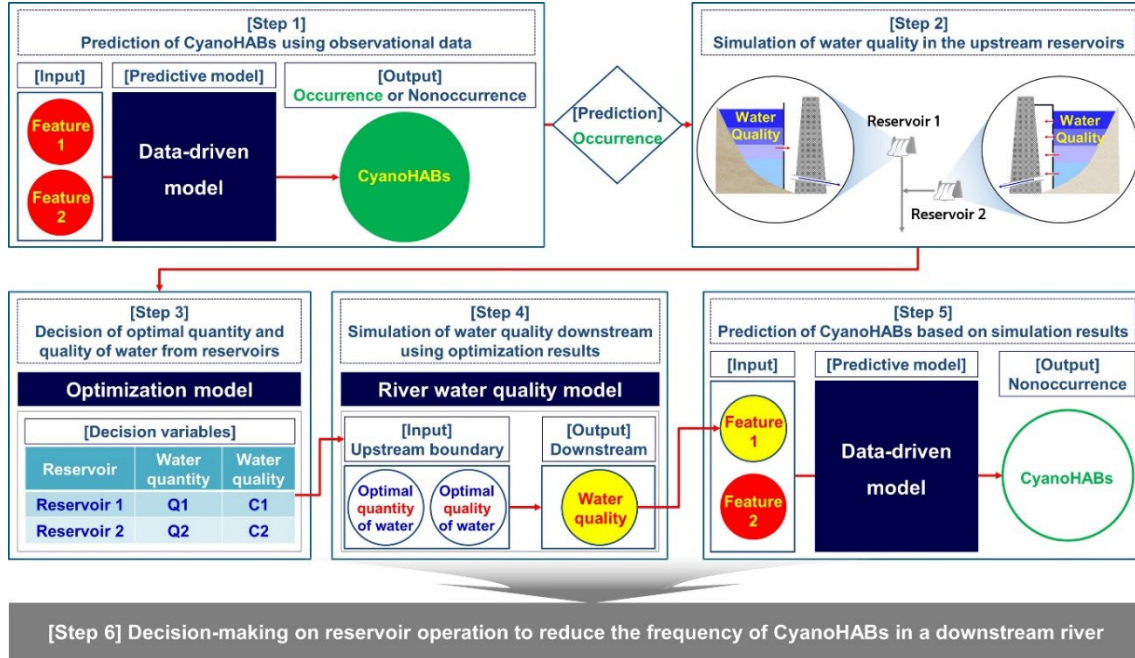 [Step 1]
Prediction of CyanoHABs using observational data
[Input]
[Predictive model]
[Output]
Occurrence or Nonoccurrence
Feature
1
Feature
2
Data-driven
model
CyanoHABs
[Prediction]
Occurrence
[Step 2]
Simulation of water quality in the upstream reservoirs
Water
Quality
Reservoir 1
Reservoir 2
Water
Quality
[Step 3]
Decision of optimal quantity and
quality of water from reservoirs
Optimization model
[Decision variables]
Reservoir
Water
quantity
Water
quality
Reservoir 1 Q1 C1
Reservoir 2 Q2 C2
[Step 4]
Simulation of water quality downstream
using optimization results
River water quality model
[Input]
Upstream boundary
[Output]
Downstream
Optimal
quantity
of water
Optimal
quality
of water
Water
quality
[Step 5]
Prediction of CyanoHABs based on simulation results
[Input]
[Predictive model]
[Output]
Nonoccurrence
Feature
1
Feature
2
Data-driven
model
CyanoHABs
[Step 6] Decision-making on reservoir operation to reduce the frequency of CyanoHABs in a downstream river